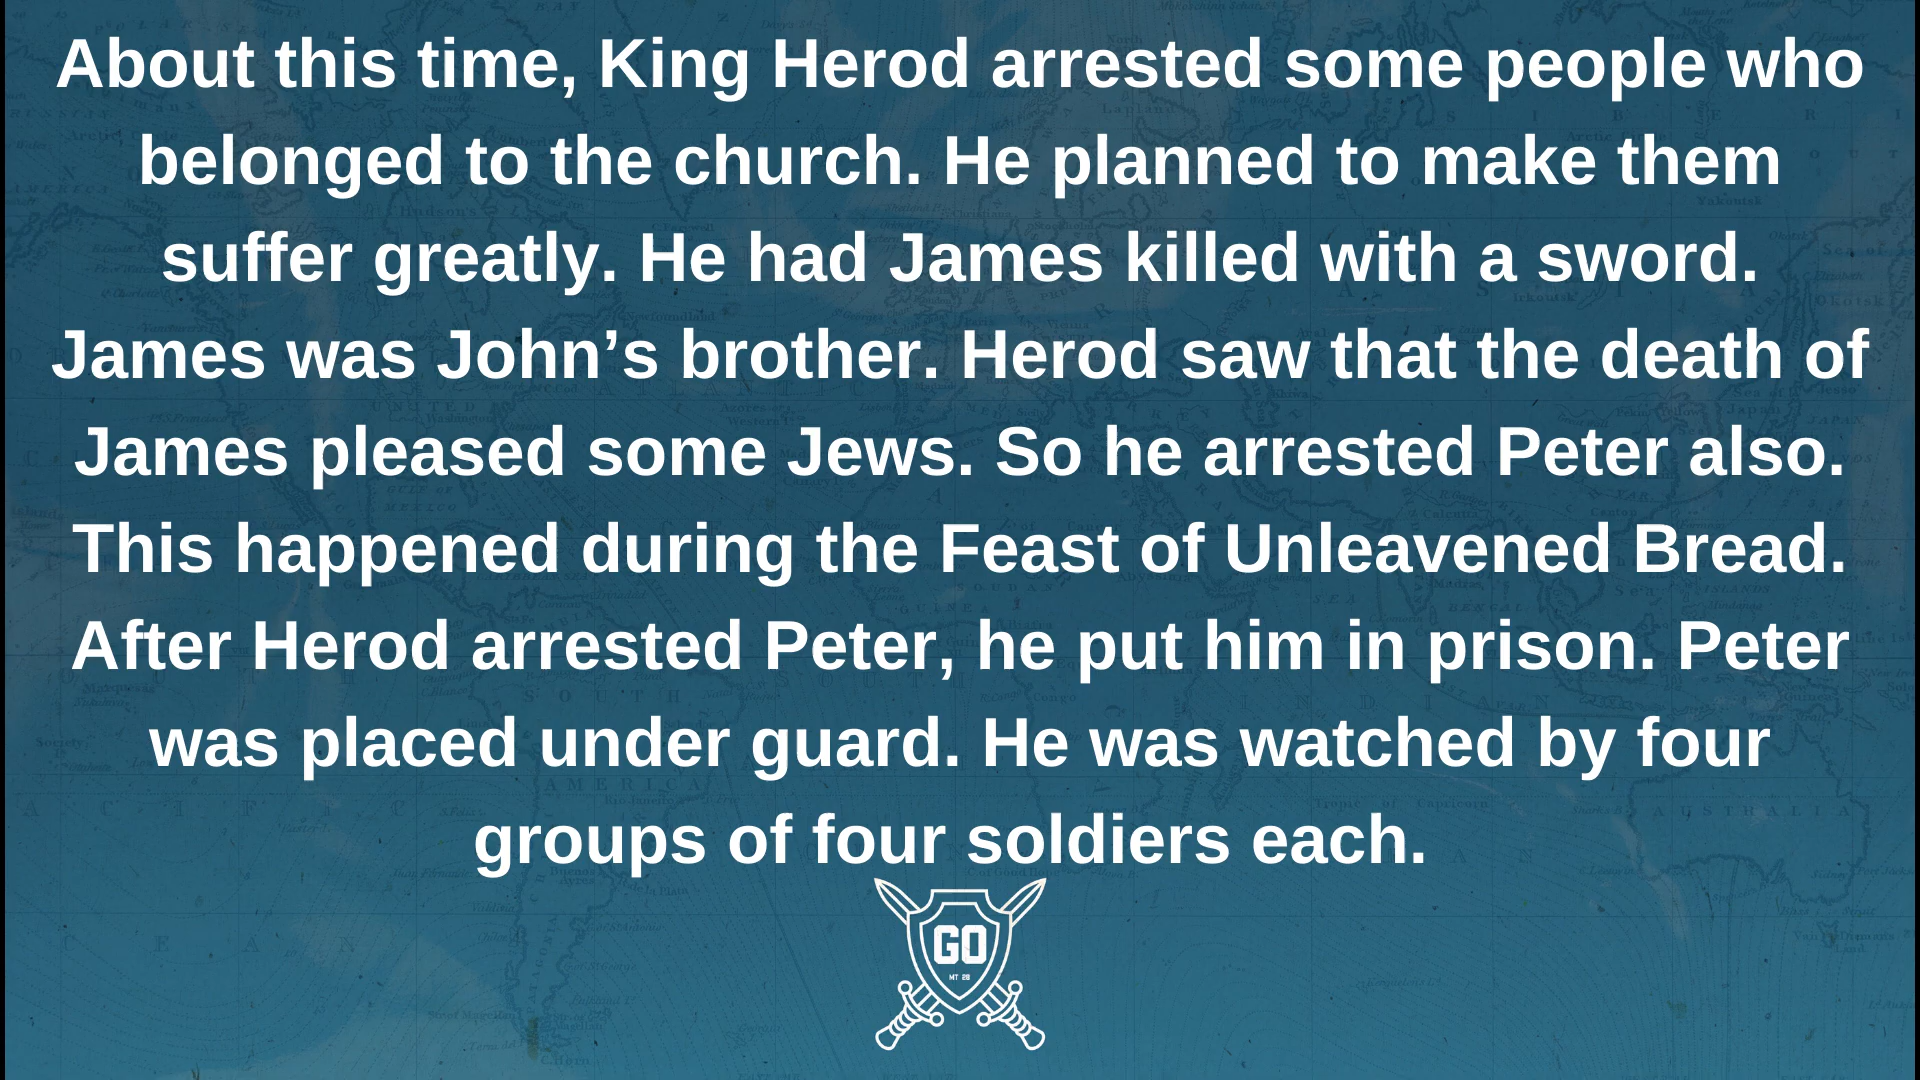 About this time, King Herod arrested some people who
belonged to the church. He planned to make them
suffer greatly. He had James killed with a sword.
James was John’s brother. Herod saw that the death of
James pleased some Jews. So he arrested Peter also.
This happened during the Feast of Unleavened Bread.
After Herod arrested Peter, he put him in prison. Peter
was placed under guard. He was watched by four
groups of four soldiers each.
GO
MT 28